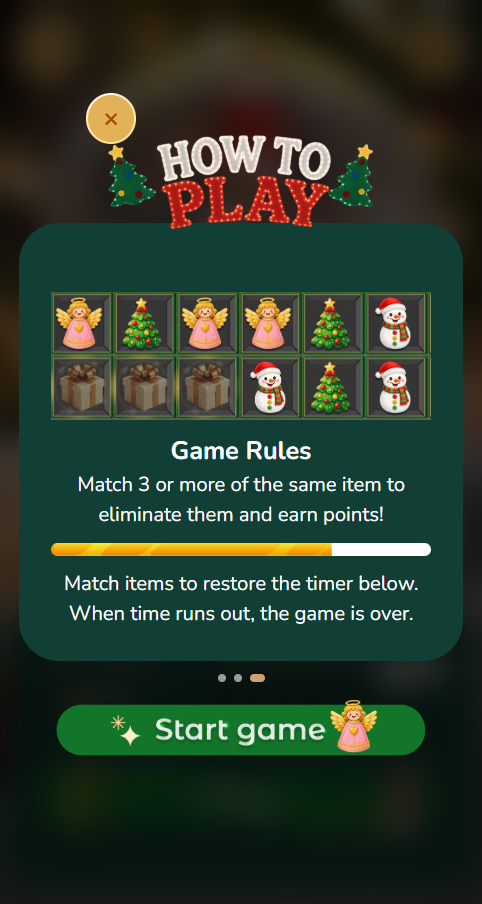 HOW TO
PLAY
Game Rules
Match 3 or more of the same item to
eliminate them and earn points!
Match items to restore the timer below.
When time runs out, the game is over.
Start game